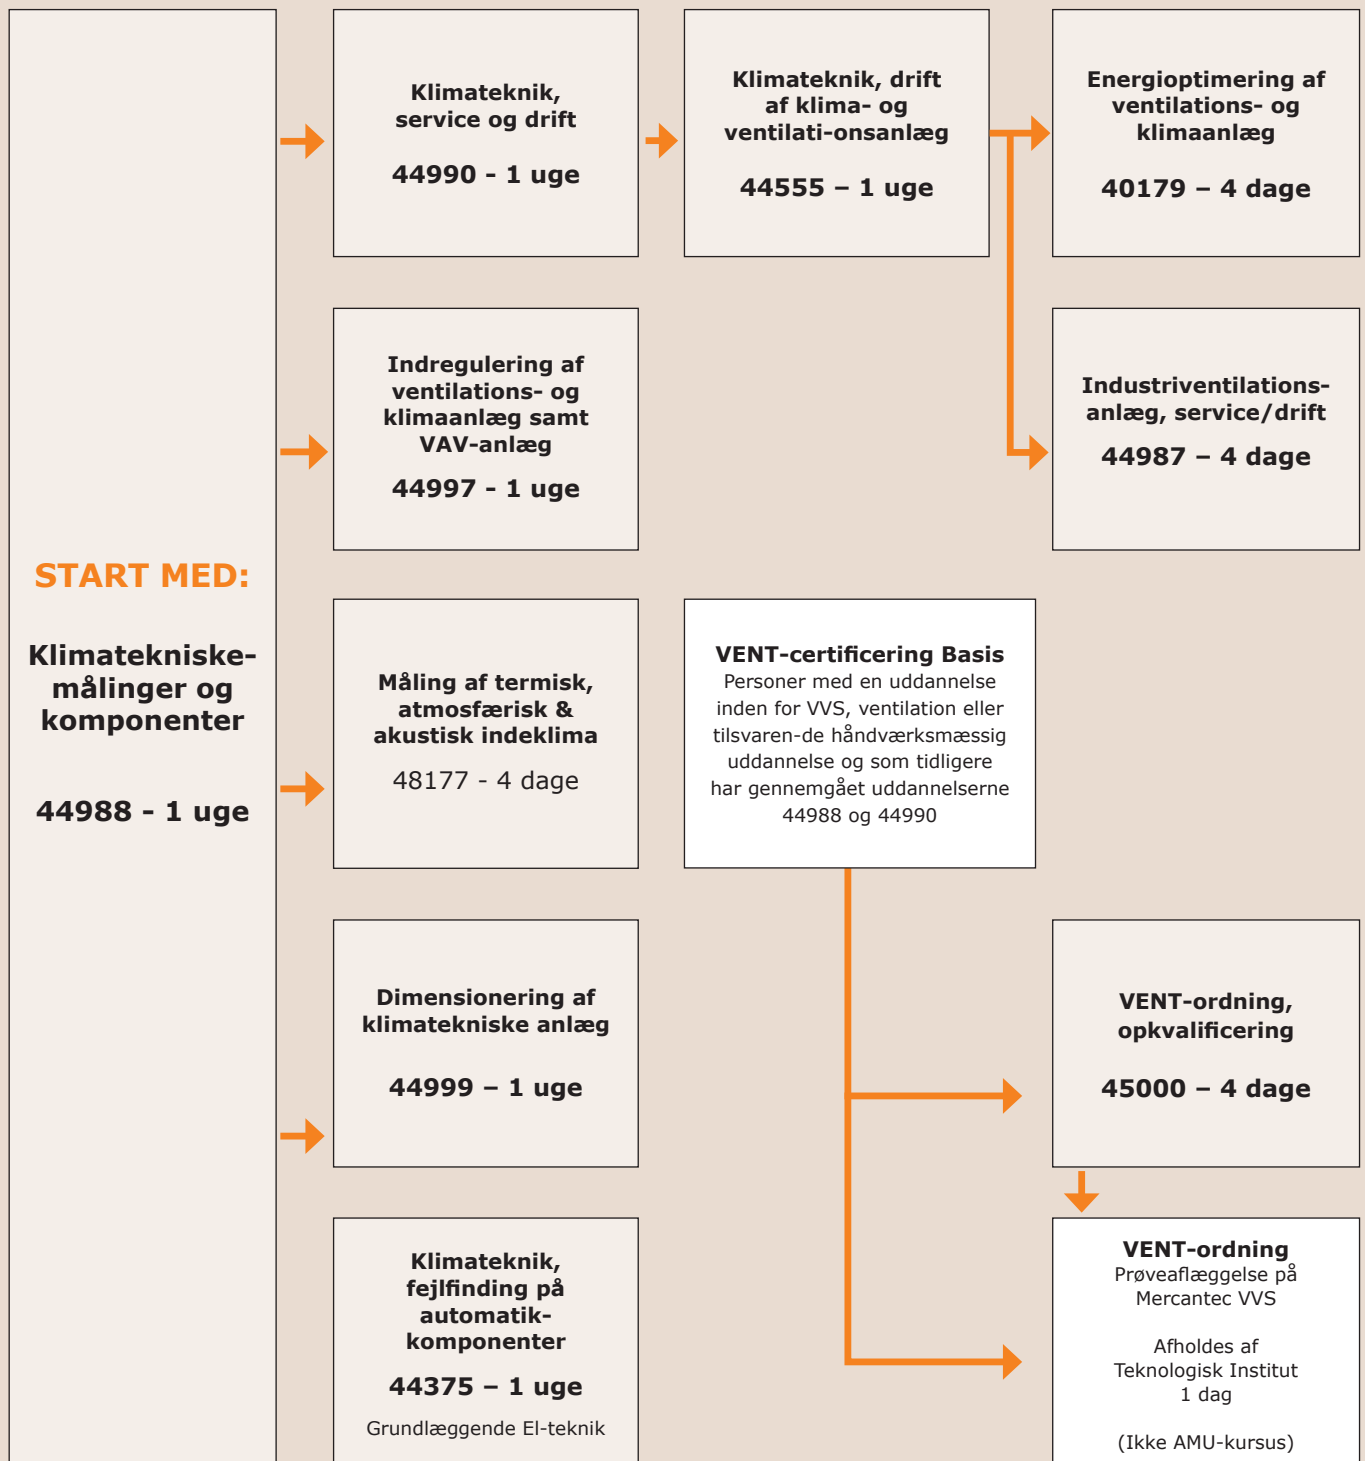 START MED:
Klimatekniske-
målinger og
komponenter
44988 - 1 uge
Klimateknik,
service og drift
44990 - 1 uge
Klimateknik, drift
af klima- og
ventilati-onsanlæg
44555 – 1 uge
Energioptimering af
ventilations- og
klimaanlæg
40179 – 4 dage
Indregulering af
ventilations- og
klimaanlæg samt
VAV-anlæg
44997 - 1 uge
Industriventilations-
anlæg, service/drift
44987 – 4 dage
Måling af termisk,
atmosfærisk &
akustisk indeklima
48177 - 4 dage
VENT-certificering Basis
Personer med en uddannelse
inden for VVS, ventilation eller
tilsvaren-de håndværksmæssig
uddannelse og som tidligere
har gennemgået uddannelserne
44988 og 44990
Dimensionering af
klimatekniske anlæg
44999 – 1 uge
VENT-ordning,
opkvalificering
45000 – 4 dage
Klimateknik,
fejlfinding på
automatik-
komponenter
44375 – 1 uge
Grundlæggende El-teknik
VENT-ordning
Prøveaflæggelse på
Mercantec VVS
Afholdes af
Teknologisk Institut
1 dag
(Ikke AMU-kursus)